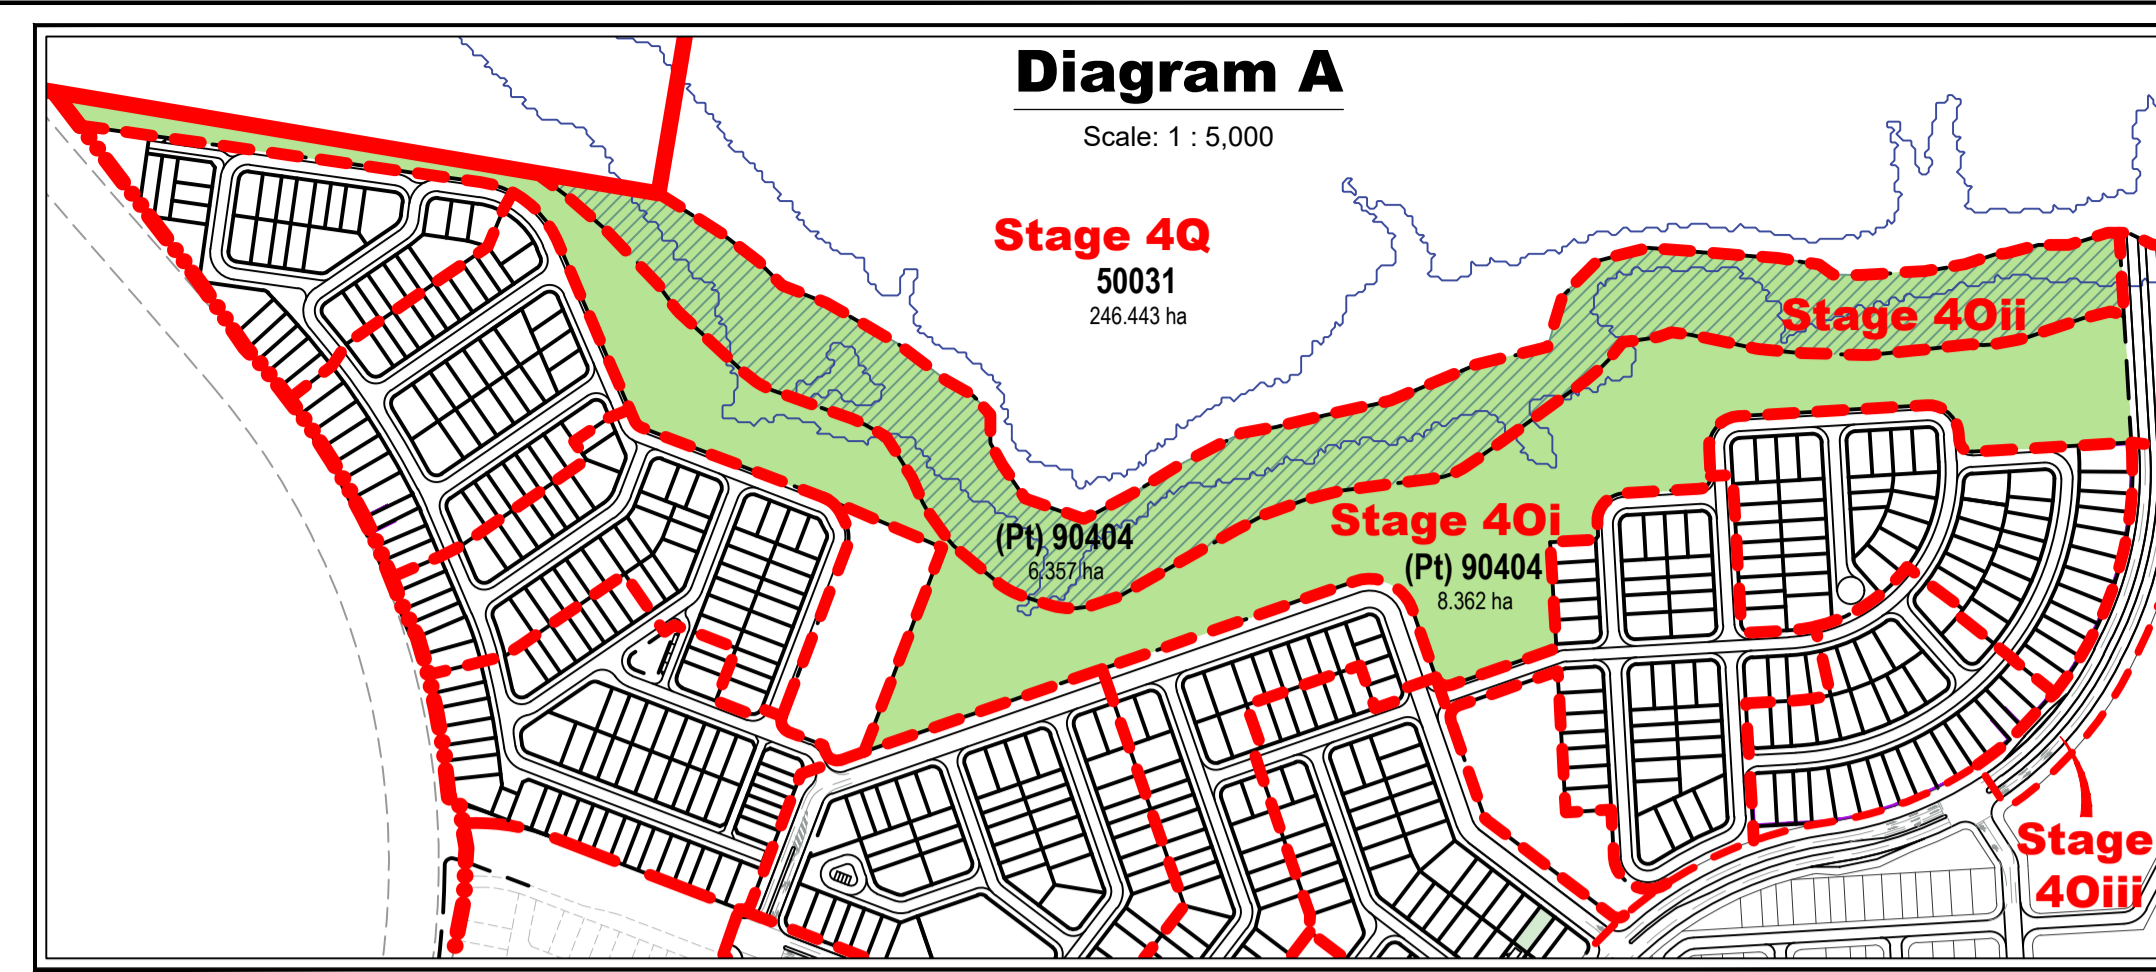 Diagram A
Scale: 1 : 5,000
Stage 4Q
50031
246.443 ha
Stage 4Oii
Stage 4Oi
(Pt) 90404
6.357 ha
(Pt) 90404
8.362 ha
Stage
4Oiii